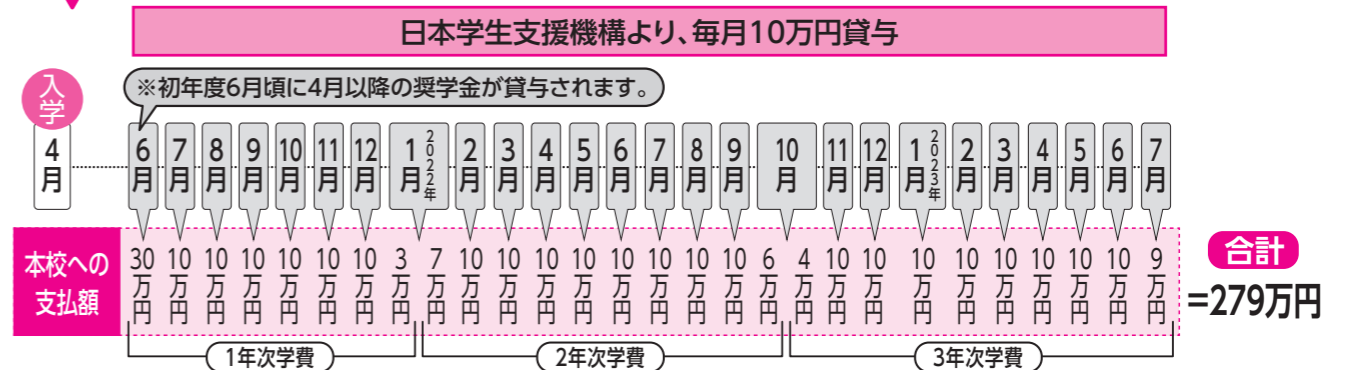 日本学生支援機構より、毎月10万円貸与
入学
※初年度6月頃に4月以降の奨学金が貸与されます。
4月 6月 7月 8月 9月 10月 11月 12月 1月 2022年 2月 3月 4月 5月 6月 7月 8月 9月 10月 11月 12月 1月 2023年 2月 3月 4月 5月 6月 7月
本校への支払額
30万円 10万円 10万円 10万円 10万円 10万円 10万円 3万円 7万円 10万円 10万円 10万円 10万円 10万円 10万円 10万円 10万円 6万円 4万円 10万円 10万円 10万円 10万円 10万円 10万円 10万円 10万円 9万円
合計
=279万円
1年次学費 2年次学費 3年次学費